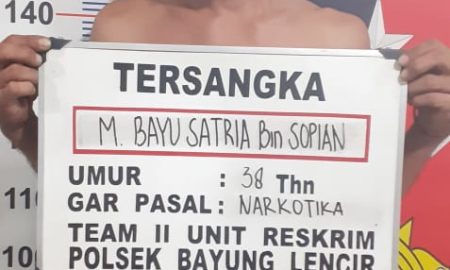 140
TERSANGKA
M. BAYU SATRIA Bin SOPIAN
UMUR : 38 Thn
GAR PASAL : NARKOTIKA
TEAM II UNIT RESKRIM
POLSEK BAYUNG LENCIR